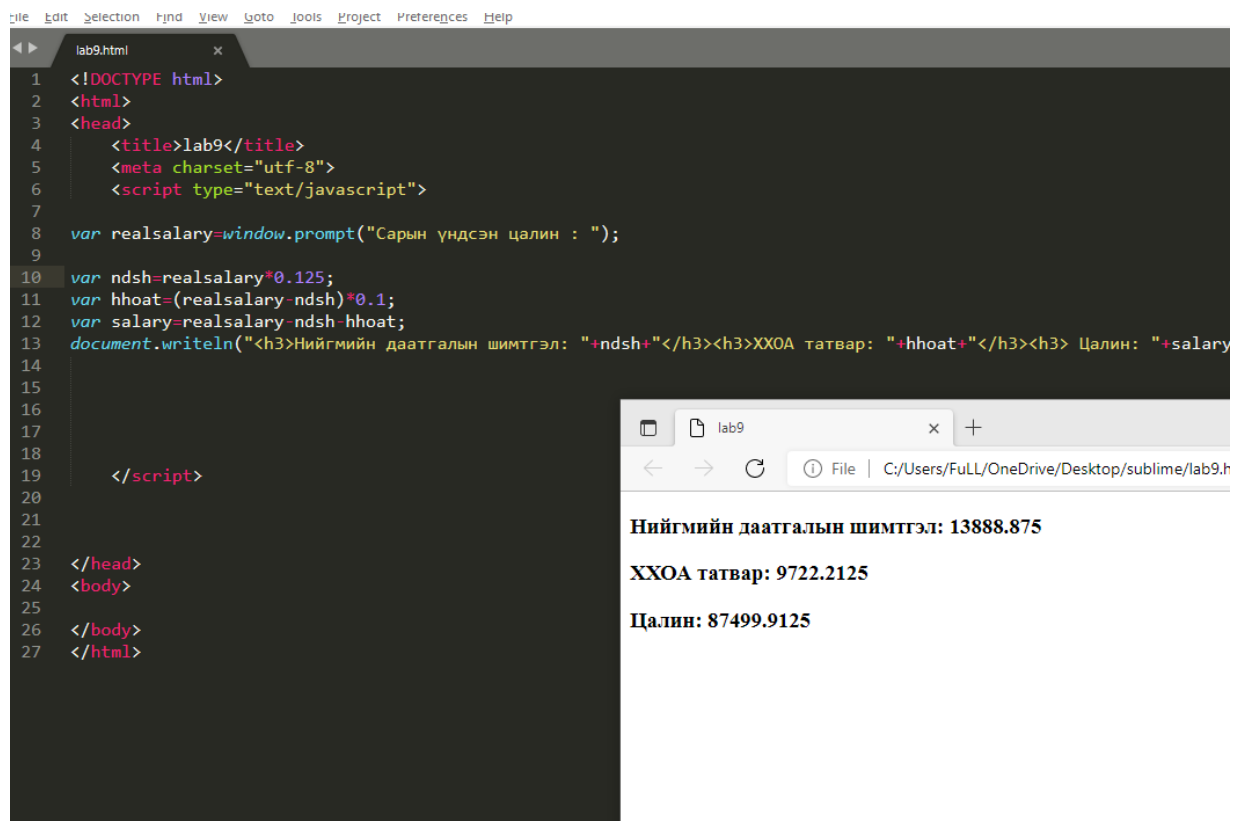 File Edit Selection Find View Goto Tools Project Preferences Help
lab9.html ×
1 <!DOCTYPE html>
2 <html>
3 <head>
4 <title>lab9</title>
5 <meta charset="utf-8">
6 <script type="text/javascript">
7
8 var realsalary=window.prompt("Сарын үндсэн цалин : ");
9
10 var ndsh=realsalary*0.125;
11 var hhoat=(realsalary-ndsh)*0.1;
12 var salary=realsalary-ndsh-hhoat;
13 document.writeln("<h3>Нийгмийн даатгалын шимтгэл: "+ndsh+"</h3><h3>ХХОА татвар: "+hhoat+"</h3><h3> Цалин: "+salary
14
15
16
17
18
19 </script>
20
21
22
23 </head>
24 <body>
25
26 </body>
27 </html>
lab9 × +
File | C:/Users/FuLL/OneDrive/Desktop/sublime/lab9.h
Нийгмийн даатгалын шимтгэл: 13888.875
ХХОА татвар: 9722.2125
Цалин: 87499.9125